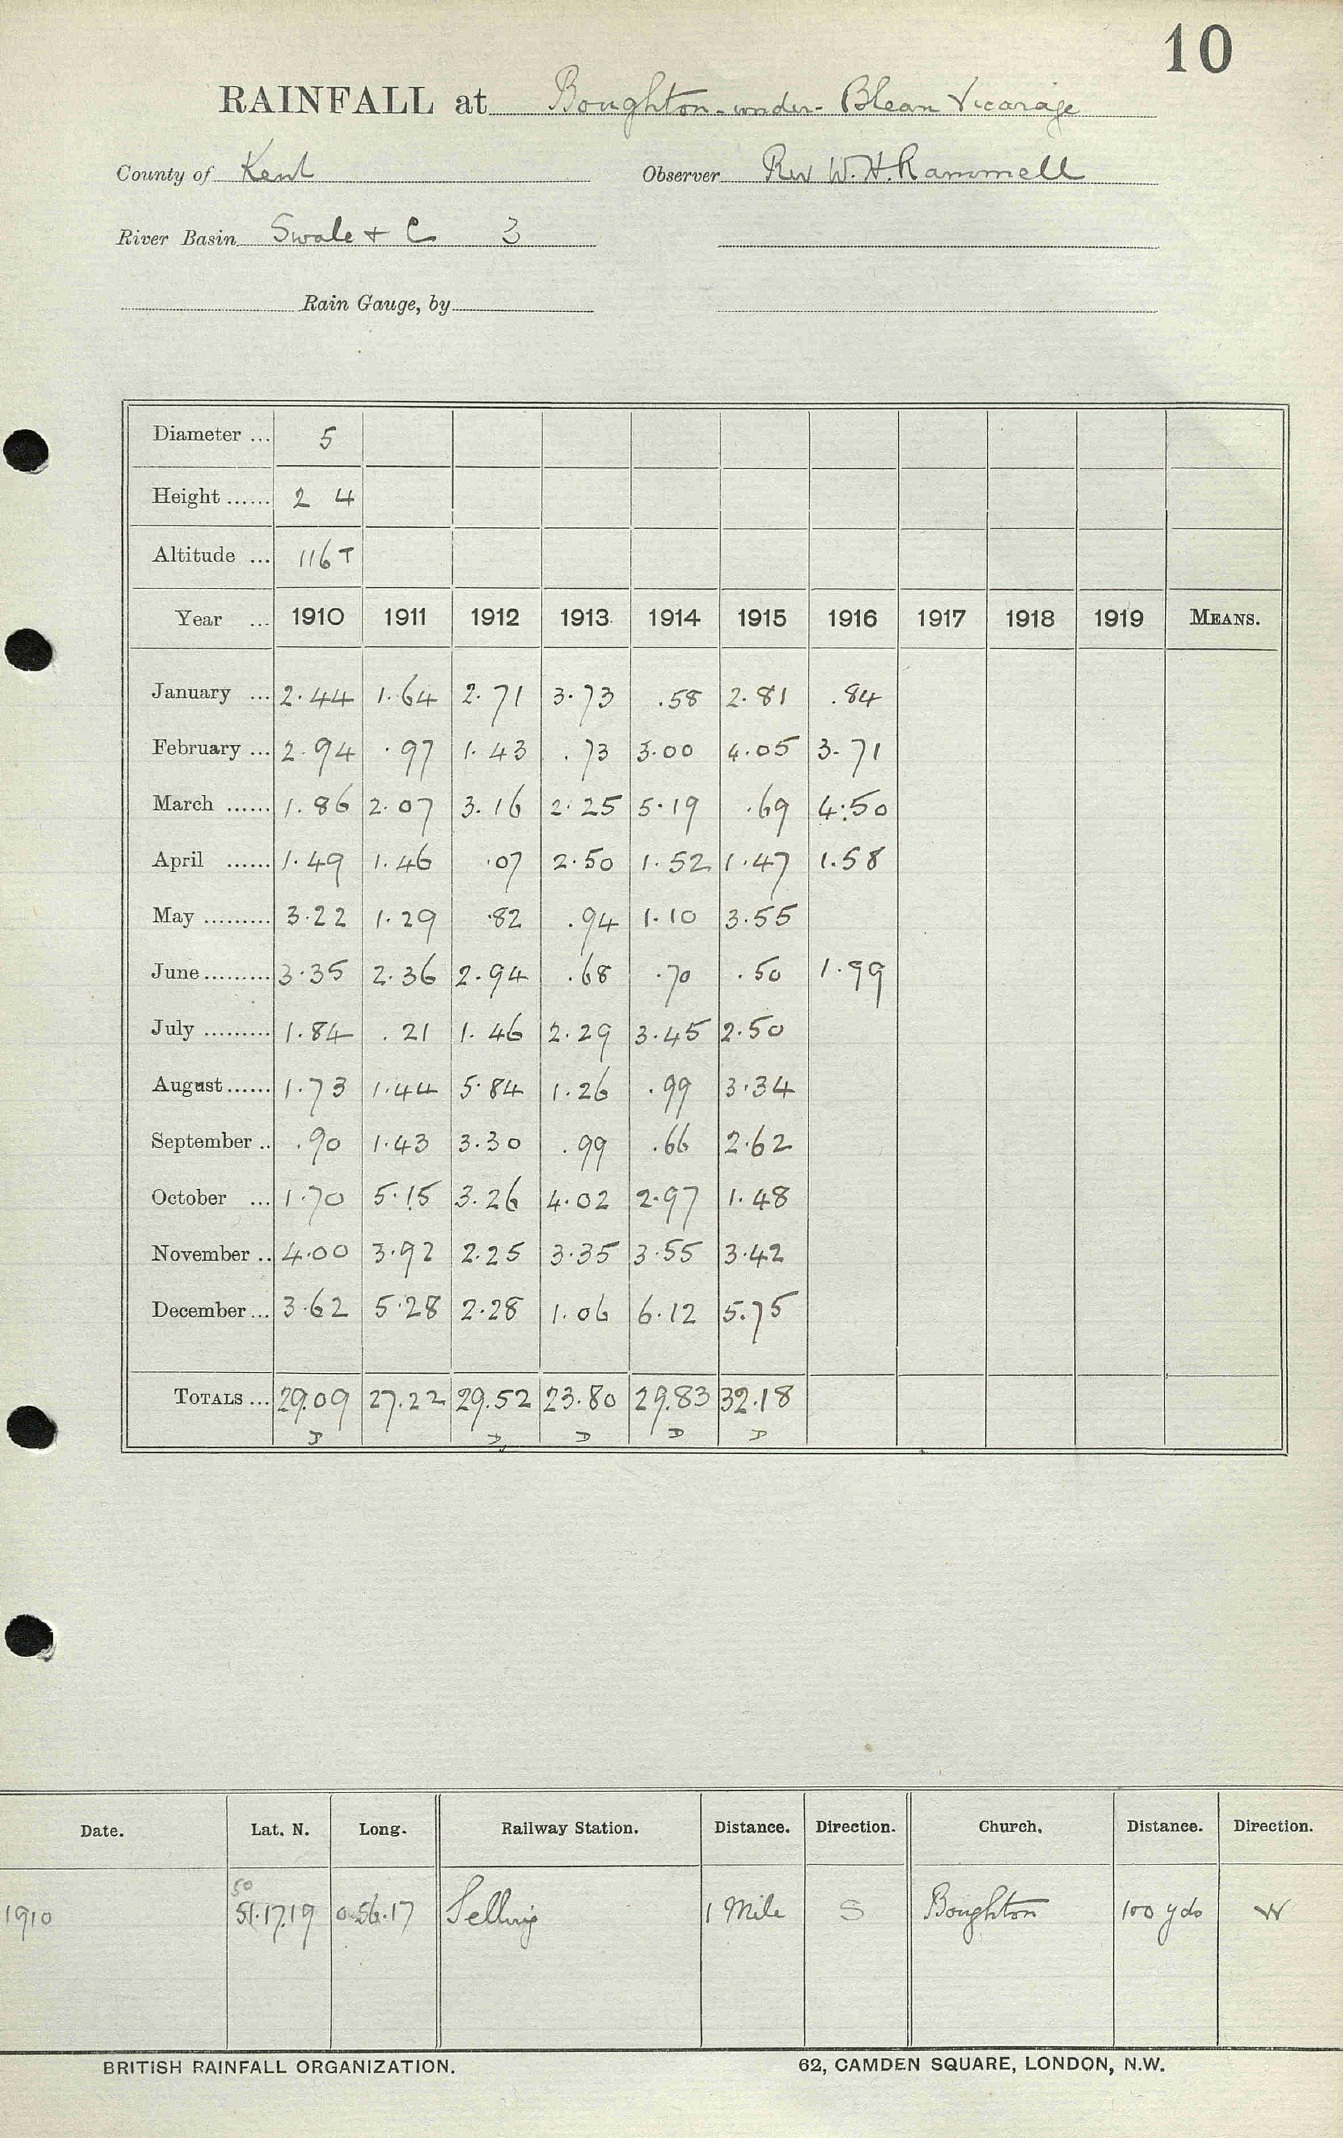 10
RAINFALL at Boughton-under-Blean Vicarage
County of Kent Observer Rev W.H. Rammell
River Basin Swale + C 3
Rain Gauge, by
Diameter ... 5
Height ...... 2 4
Altitude ... 116 T
Year ... 1910 1911 1912 1913 1914 1915 1916 1917 1918 1919 MEANS.
January ... 2.44 1.64 2.71 3.73 .58 2.81 .84
February ... 2.94 .97 1.43 .73 3.00 4.05 3.71
March ...... 1.86 2.07 3.16 2.25 5.19 .69 4.50
April ...... 1.49 1.46 .07 2.50 1.52 1.47 1.58
May ......... 3.22 1.29 .82 .94 1.10 3.55
June ......... 3.35 2.36 2.94 .68 .70 .50 1.99
July ......... 1.84 .21 1.46 2.29 3.45 2.50
August ...... 1.73 1.44 5.84 1.26 .99 3.34
September .. .90 1.43 3.30 .99 .66 2.62
October ... 1.70 5.15 3.26 4.02 2.97 1.48
November .. 4.00 3.92 2.25 3.35 3.55 3.42
December ... 3.62 5.28 2.28 1.06 6.12 5.75
TOTALS ... 29.09 27.22 29.52 23.80 29.83 32.18
D D D D D
Date. Lat. N. Long. Railway Station. Distance. Direction. Church. Distance. Direction.
50
1910 51.17.19 0.56.17 Selling 1 Mile S Boughton 100 yds W
BRITISH RAINFALL ORGANIZATION. 62, CAMDEN SQUARE, LONDON, N.W.